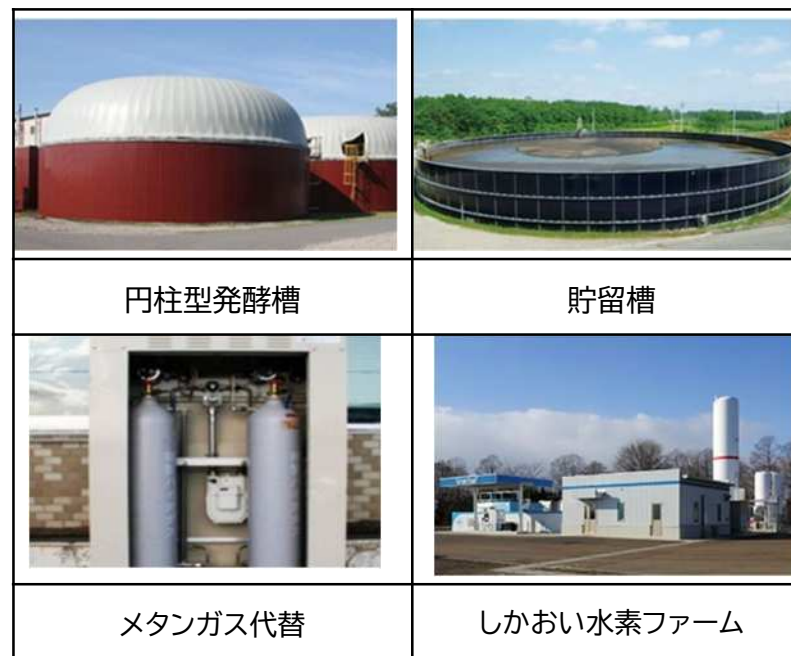 円柱型発酵槽
貯留槽
メタンガス代替
しかおい水素ファーム